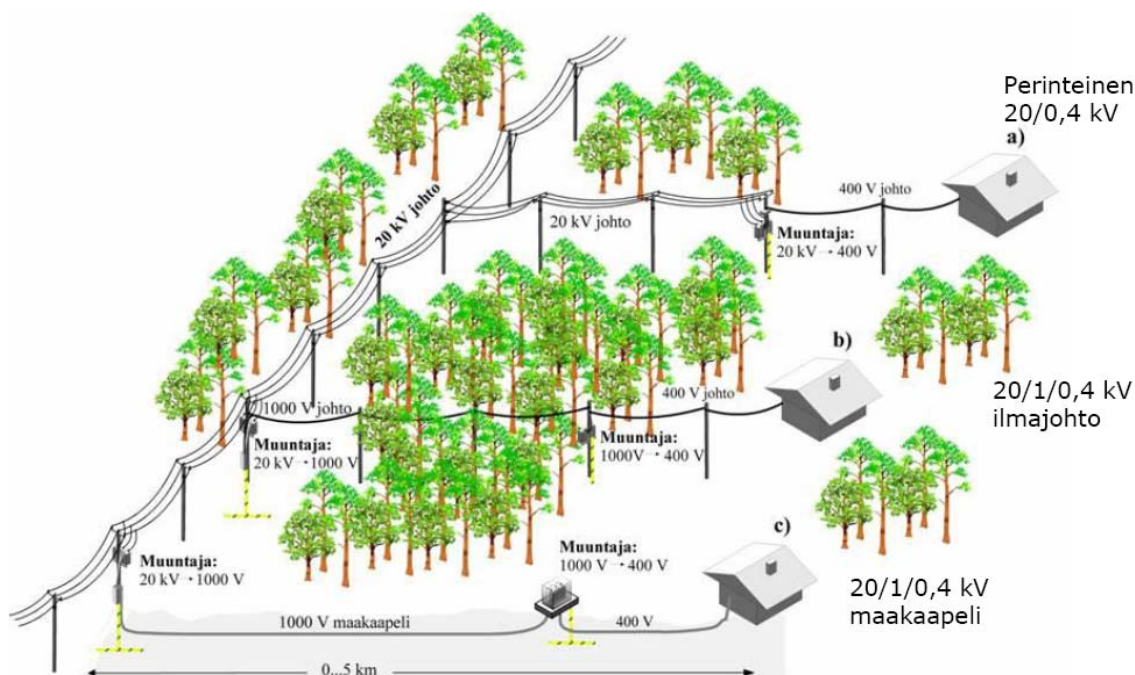 Perinteinen
20/0,4 kV
a)
400 V johto
20 kV johto
20 kV johto
Muuntaja:
20 kV → 400 V
b)
20/1/0,4 kV
ilmajohto
400 V johto
1000 V johto
Muuntaja:
20 kV → 1000 V
Muuntaja:
1000V → 400 V
c)
Muuntaja:
20 kV → 1000 V
Muuntaja:
1000 V → 400 V
20/1/0,4 kV
maakaapeli
1000 V maakaapeli
400 V
0...5 km